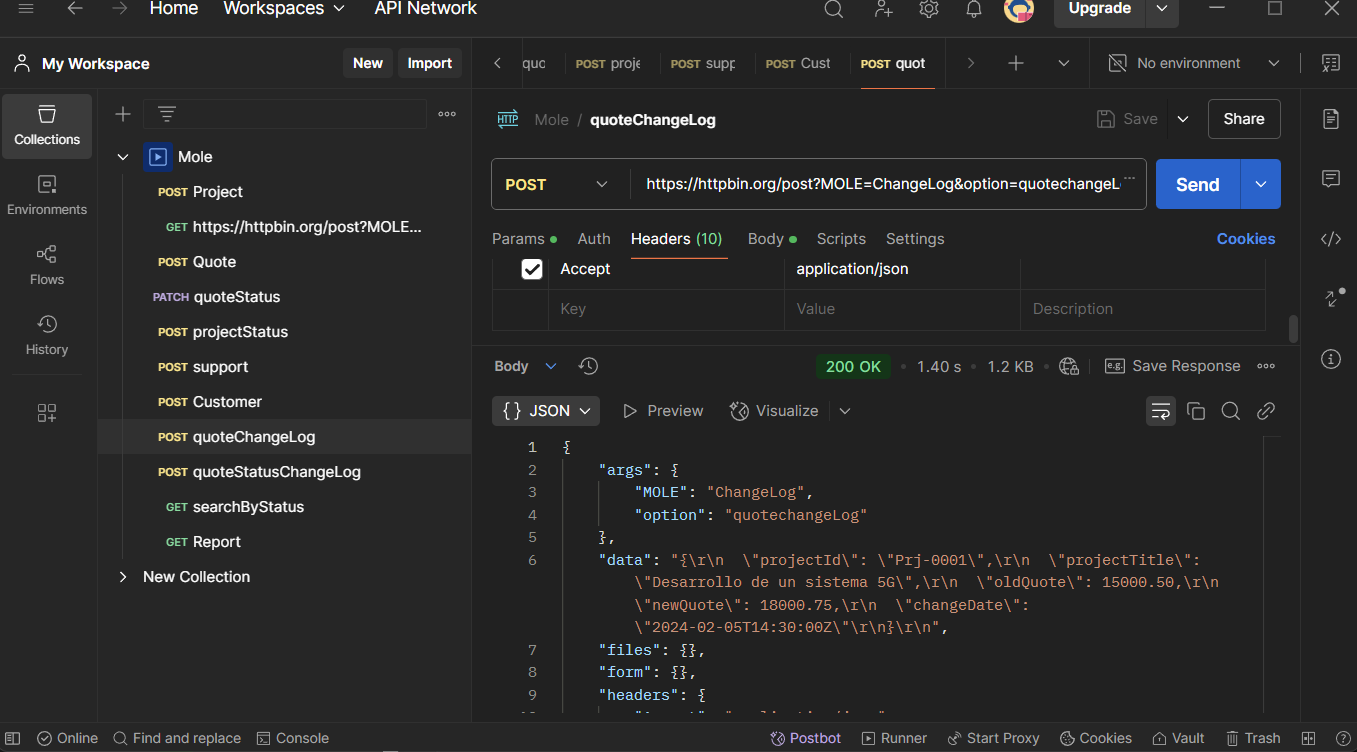 Home Workspaces API Network Upgrade
My Workspace New Import
quo POST proje POST supp POST Cust POST quot No environment
Collections
Environments
Flows
History
Mole
POST Project
GET https://httpbin.org/post?MOLE...
POST Quote
PATCH quoteStatus
POST projectStatus
POST support
POST Customer
POST quoteChangeLog
POST quoteStatusChangeLog
GET searchByStatus
GET Report
New Collection
HTTP Mole / quoteChangeLog Save Share
POST https://httpbin.org/post?MOLE=ChangeLog&option=quotechangeL... Send
Params Auth Headers (10) Body Scripts Settings Cookies
Accept application/json
Key Value Description
Body 200 OK 1.40 s 1.2 KB e.g. Save Response
{} JSON Preview Visualize
1 {
2 "args": {
3 "MOLE": "ChangeLog",
4 "option": "quotechangeLog"
5 },
6 "data": "{\r\n  \"projectId\": \"Prj-0001\",\r\n  \"projectTitle\":
\"Desarrollo de un sistema 5G\",\r\n  \"oldQuote\": 15000.50,\r\n
\"newQuote\": 18000.75,\r\n  \"changeDate\":
\"2024-02-05T14:30:00Z\"\r\n}\r\n",
7 "files": {},
8 "form": {},
9 "headers": {
Online Find and replace Console Postbot Runner Start Proxy Cookies Vault Trash